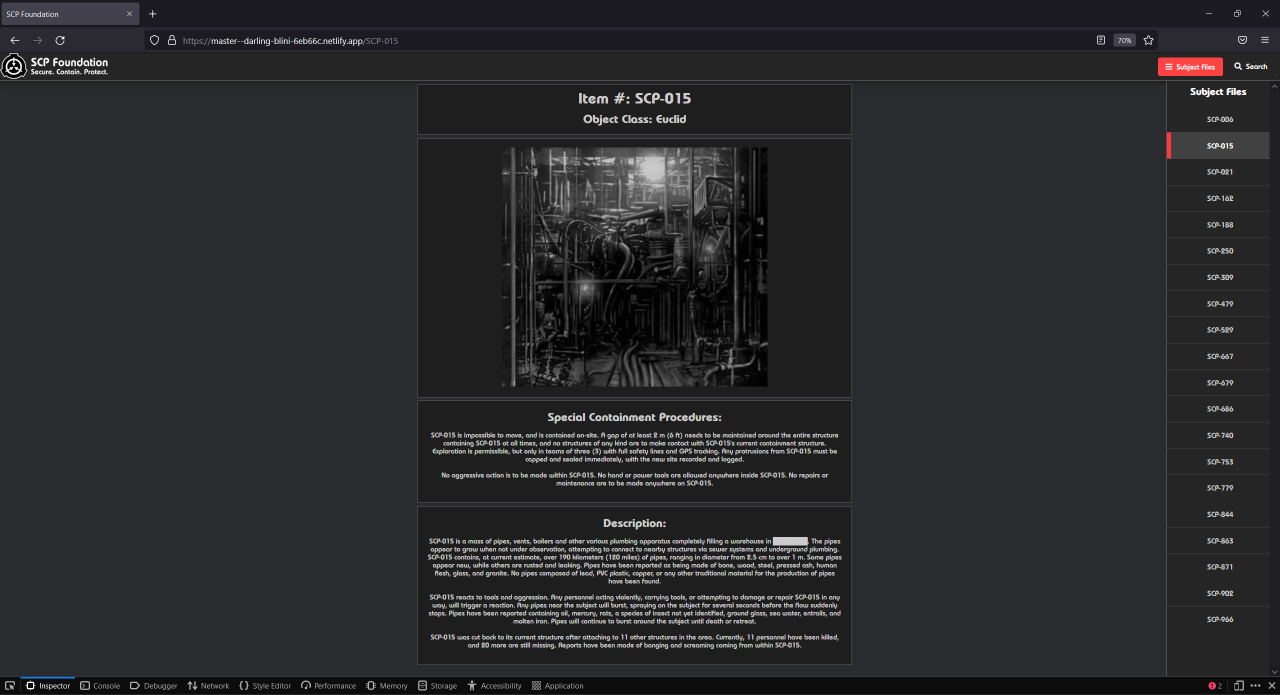 SCP Foundation
https://master--darling-blini-6eb66c.netlify.app/SCP-015
70%
SCP Foundation
Secure. Contain. Protect.
Subject Files
Search
Item #: SCP-015
Object Class: Euclid
Special Containment Procedures:
SCP-015 is impossible to move, and is contained on-site. A gap of at least 2 m (6 ft) needs to be maintained around the entire structure
containing SCP-015 at all times, and no structures of any kind are to make contact with SCP-015's current containment structure.
Exploration is permissible, but only in teams of three (3) with full safety lines and GPS tracking. Any protrusions from SCP-015 must be
capped and sealed immediately, with the new site recorded and logged.
No aggressive action is to be made within SCP-015. No hand or power tools are allowed anywhere inside SCP-015. No repairs or
maintenance are to be made anywhere on SCP-015.
Description:
SCP-015 is a mass of pipes, vents, boilers and other various plumbing apparatus completely filling a warehouse in ████████. The pipes
appear to grow when not under observation, attempting to connect to nearby structures via sewer systems and underground plumbing.
SCP-015 contains, at current estimate, over 190 kilometers (120 miles) of pipes, ranging in diameter from 2.5 cm to over 1 m. Some pipes
appear new, while others are rusted and leaking. Pipes have been reported as being made of bone, wood, steel, pressed ash, human
flesh, glass, and granite. No pipes composed of lead, PVC plastic, copper, or any other traditional material for the production of pipes
have been found.
SCP-015 reacts to tools and aggression. Any personnel acting violently, carrying tools, or attempting to damage or repair SCP-015 in any
way, will trigger a reaction. Any pipes near the subject will burst, spraying on the subject for several seconds before the flow suddenly
stops. Pipes have been reported containing oil, mercury, rats, a species of insect not yet identified, ground glass, sea water, entrails, and
molten iron. Pipes will continue to burst around the subject until death or retreat.
SCP-015 was cut back to its current structure after attaching to 11 other structures in the area. Currently, 11 personnel have been killed,
and 20 more are still missing. Reports have been made of banging and screaming coming from within SCP-015.
Subject Files
SCP-006
SCP-015
SCP-021
SCP-162
SCP-188
SCP-250
SCP-309
SCP-479
SCP-529
SCP-667
SCP-679
SCP-686
SCP-740
SCP-753
SCP-779
SCP-844
SCP-863
SCP-871
SCP-902
SCP-966
Inspector
Console
Debugger
Network
Style Editor
Performance
Memory
Storage
Accessibility
Application
2